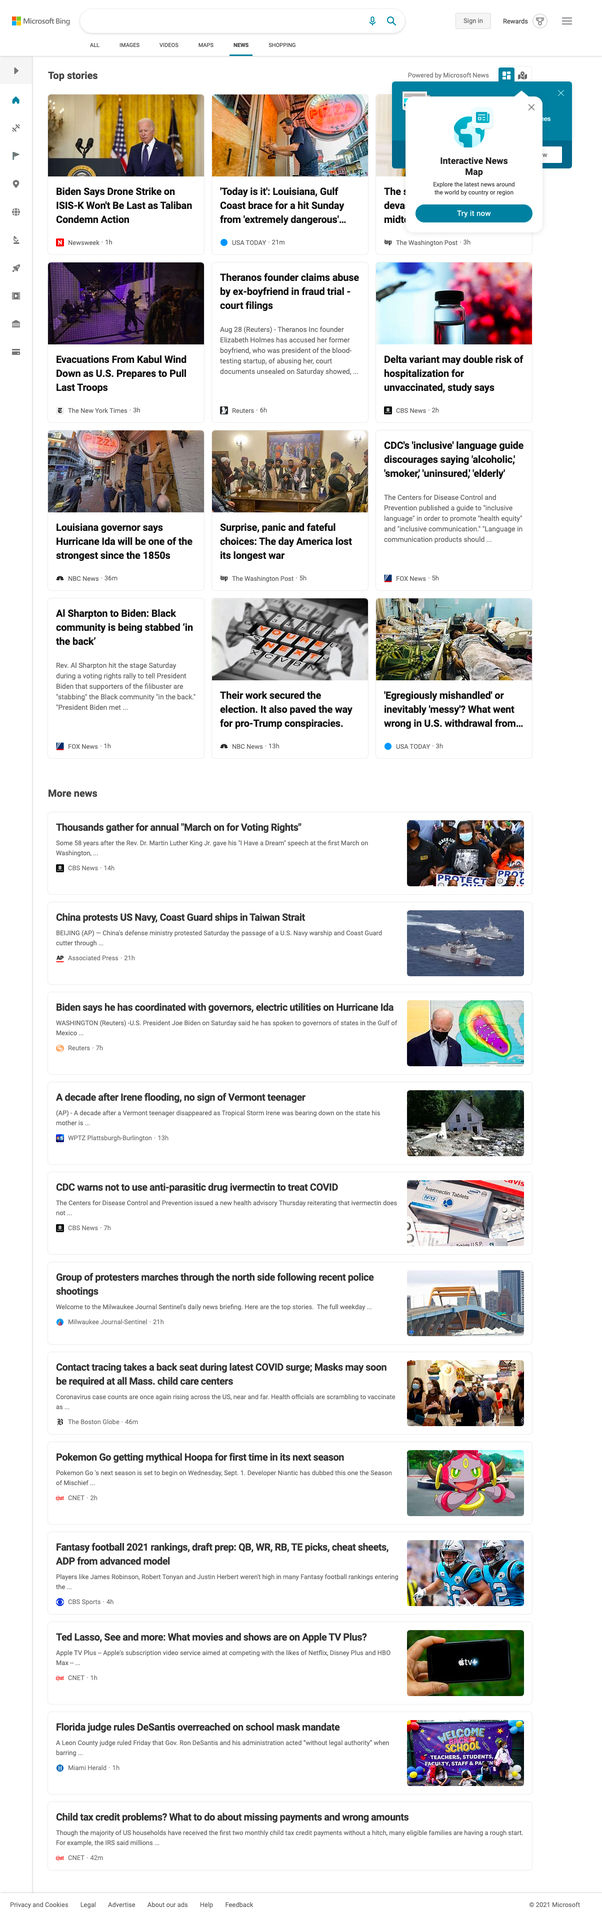 Microsoft Bing
Sign in
Rewards
ALL
IMAGES
VIDEOS
MAPS
NEWS
SHOPPING
Top stories
Powered by Microsoft News
Interactive News
Map
Explore the latest news around
the world by country or region
Try it now
Biden Says Drone Strike on
ISIS-K Won't Be Last as Taliban
Condemn Action
Newsweek · 1h
'Today is it': Louisiana, Gulf
Coast brace for a hit Sunday
from 'extremely dangerous'...
USA TODAY · 21m
The Washington Post · 3h
Evacuations From Kabul Wind
Down as U.S. Prepares to Pull
Last Troops
The New York Times · 3h
Theranos founder claims abuse
by ex-boyfriend in fraud trial -
court filings
Aug 28 (Reuters) - Theranos Inc founder
Elizabeth Holmes has accused her former
boyfriend, who was president of the blood-
testing startup, of abusing her, court
documents unsealed on Saturday showed, ...
Reuters · 6h
Delta variant may double risk of
hospitalization for
unvaccinated, study says
CBS News · 2h
PIZZA
Louisiana governor says
Hurricane Ida will be one of the
strongest since the 1850s
NBC News · 36m
Surprise, panic and fateful
choices: The day America lost
its longest war
The Washington Post · 5h
CDC's 'inclusive' language guide
discourages saying 'alcoholic,'
'smoker,' 'uninsured,' 'elderly'
The Centers for Disease Control and
Prevention published a guide to "inclusive
language" in order to promote "health equity"
and "inclusive communication." "Language in
communication products should ...
FOX News · 5h
Al Sharpton to Biden: Black
community is being stabbed 'in
the back'
Rev. Al Sharpton hit the stage Saturday
during a voting rights rally to tell President
Biden that supporters of the filibuster are
"stabbing" the Black community "in the back."
"President Biden met ...
FOX News · 1h
Their work secured the
election. It also paved the way
for pro-Trump conspiracies.
NBC News · 13h
'Egregiously mishandled' or
inevitably 'messy'? What went
wrong in U.S. withdrawal from...
USA TODAY · 3h
More news
Thousands gather for annual "March on for Voting Rights"
Some 58 years after the Rev. Dr. Martin Luther King Jr. gave his "I Have a Dream" speech at the first March on
Washington, ...
CBS News · 14h
China protests US Navy, Coast Guard ships in Taiwan Strait
BEIJING (AP) — China's defense ministry protested Saturday the passage of a U.S. Navy warship and Coast Guard
cutter through ...
AP Associated Press · 21h
Biden says he has coordinated with governors, electric utilities on Hurricane Ida
WASHINGTON (Reuters) -U.S. President Joe Biden on Saturday said he has spoken to governors of states in the Gulf of
Mexico ...
Reuters · 7h
A decade after Irene flooding, no sign of Vermont teenager
(AP) - A decade after a Vermont teenager disappeared as Tropical Storm Irene was bearing down on the state his
mother is ...
WPTZ Plattsburgh-Burlington · 13h
CDC warns not to use anti-parasitic drug ivermectin to treat COVID
The Centers for Disease Control and Prevention issued a new health advisory Thursday reiterating that ivermectin does
not ...
CBS News · 7h
Group of protesters marches through the north side following recent police
shootings
Welcome to the Milwaukee Journal Sentinel's daily news briefing. Here are the top stories. The full weekday ...
Milwaukee Journal-Sentinel · 21h
Contact tracing takes a back seat during latest COVID surge; Masks may soon
be required at all Mass. child care centers
Coronavirus case counts are once again rising across the US, near and far. Health officials are scrambling to vaccinate
as ...
The Boston Globe · 46m
Pokemon Go getting mythical Hoopa for first time in its next season
Pokemon Go 's next season is set to begin on Wednesday, Sept. 1. Developer Niantic has dubbed this one the Season
of Mischief ...
CNET · 2h
Fantasy football 2021 rankings, draft prep: QB, WR, RB, TE picks, cheat sheets,
ADP from advanced model
Players like James Robinson, Robert Tonyan and Justin Herbert weren't high in many Fantasy football rankings entering
the ...
CBS Sports · 4h
Ted Lasso, See and more: What movies and shows are on Apple TV Plus?
Apple TV Plus -- Apple's subscription video service aimed at competing with the likes of Netflix, Disney Plus and HBO
Max -- ...
CNET · 1h
Florida judge rules DeSantis overreached on school mask mandate
A Leon County judge ruled Friday that Gov. Ron DeSantis and his administration acted "without legal authority" when
barring ...
Miami Herald · 1h
WELCOME
BACK TO
SCHOOL
TEACHERS, STUDENTS,
Child tax credit problems? What to do about missing payments and wrong amounts
Though the majority of US households have received the first two monthly child tax credit payments without a hitch, many eligible families are having a rough start.
For example, the IRS said millions ...
CNET · 42m
Privacy and Cookies
Legal
Advertise
About our ads
Help
Feedback
© 2021 Microsoft